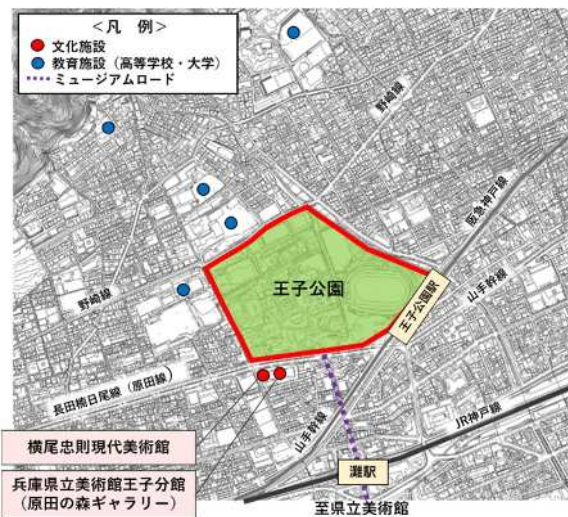 ＜凡　例＞
文化施設
教育施設（高等学校・大学）
ミュージアムロード
野崎線
阪急神戸線
王子公園
王子公園駅
山手幹線
野崎線
長田楠日尾線（原田線）
山手幹線
JR神戸線
横尾忠則現代美術館
灘駅
兵庫県立美術館王子分館
（原田の森ギャラリー）
至県立美術館